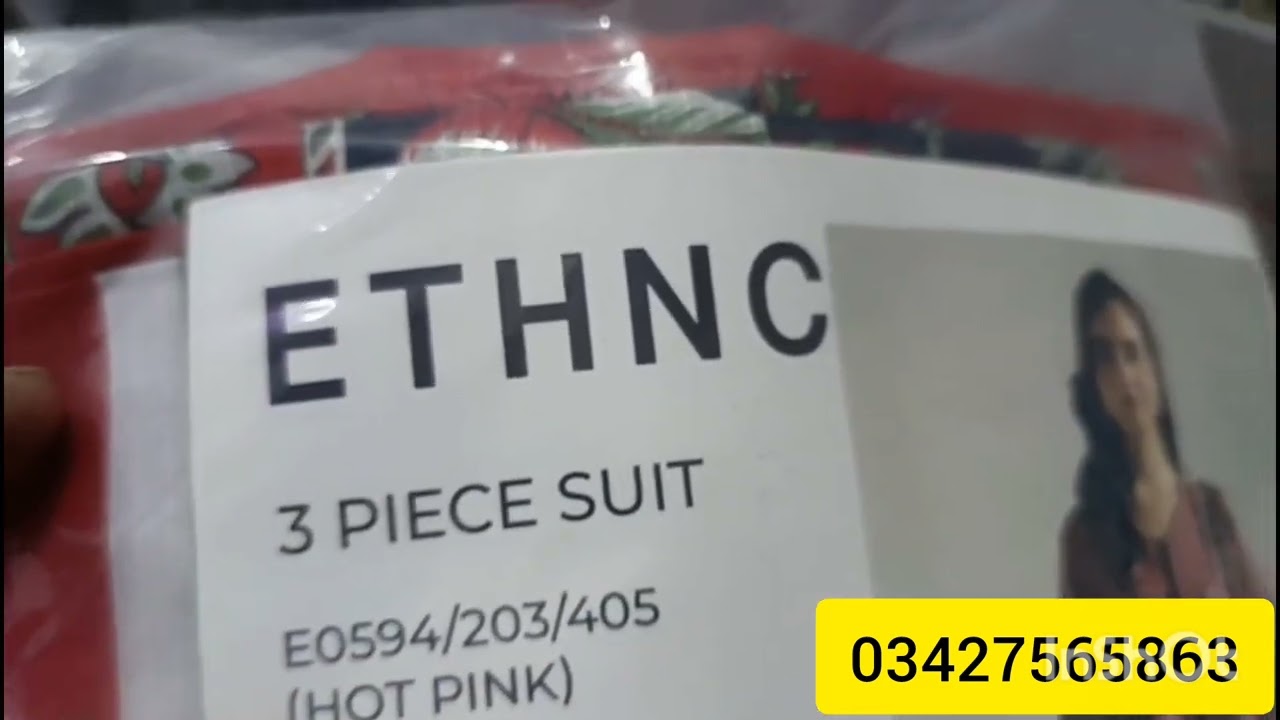 ETHNC
3 PIECE SUIT
E0594/203/405
(HOT PINK)
03427565863